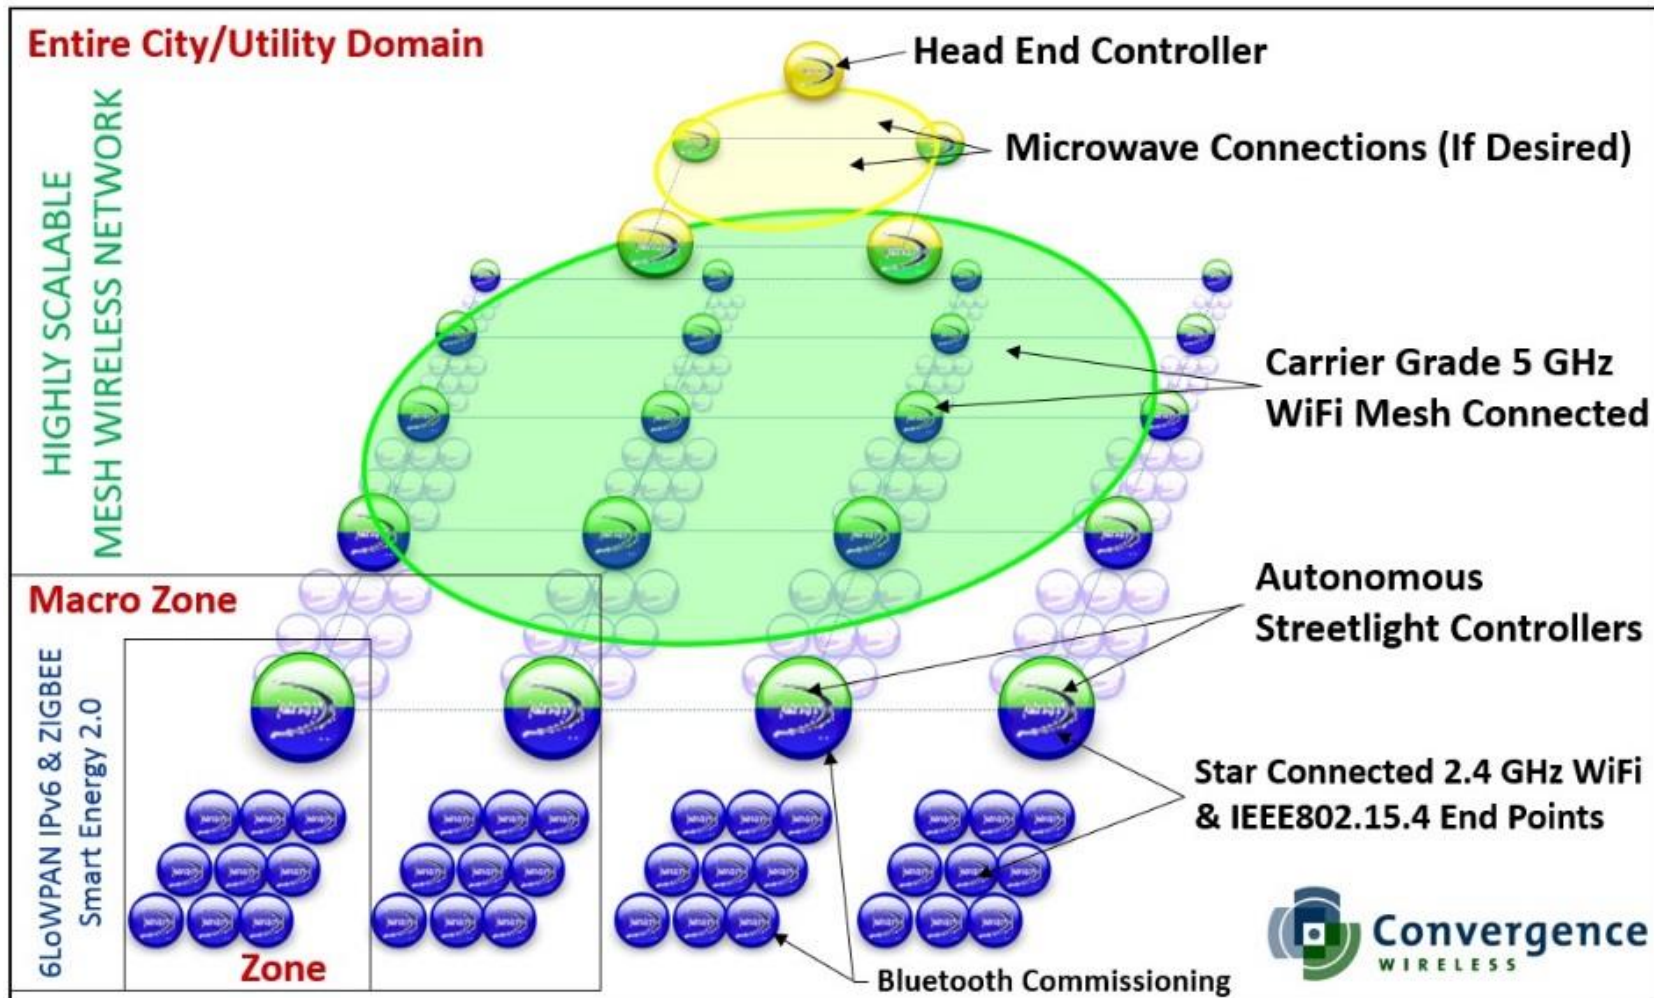 Entire City/Utility Domain
Head End Controller
HIGHLY SCALABLE
MESH WIRELESS NETWORK
Microwave Connections (If Desired)
Carrier Grade 5 GHz
WiFi Mesh Connected
Macro Zone
Autonomous
Streetlight Controllers
6LoWPAN IPv6 & ZIGBEE
Smart Energy 2.0
Star Connected 2.4 GHz WiFi
& IEEE802.15.4 End Points
Zone
Bluetooth Commissioning
Convergence
WIRELESS